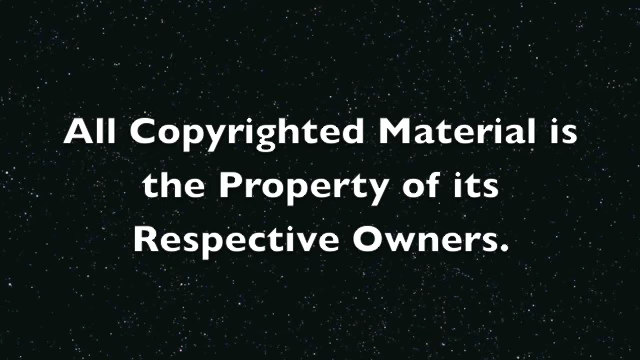 All Copyrighted Material is
the Property of its
Respective Owners.